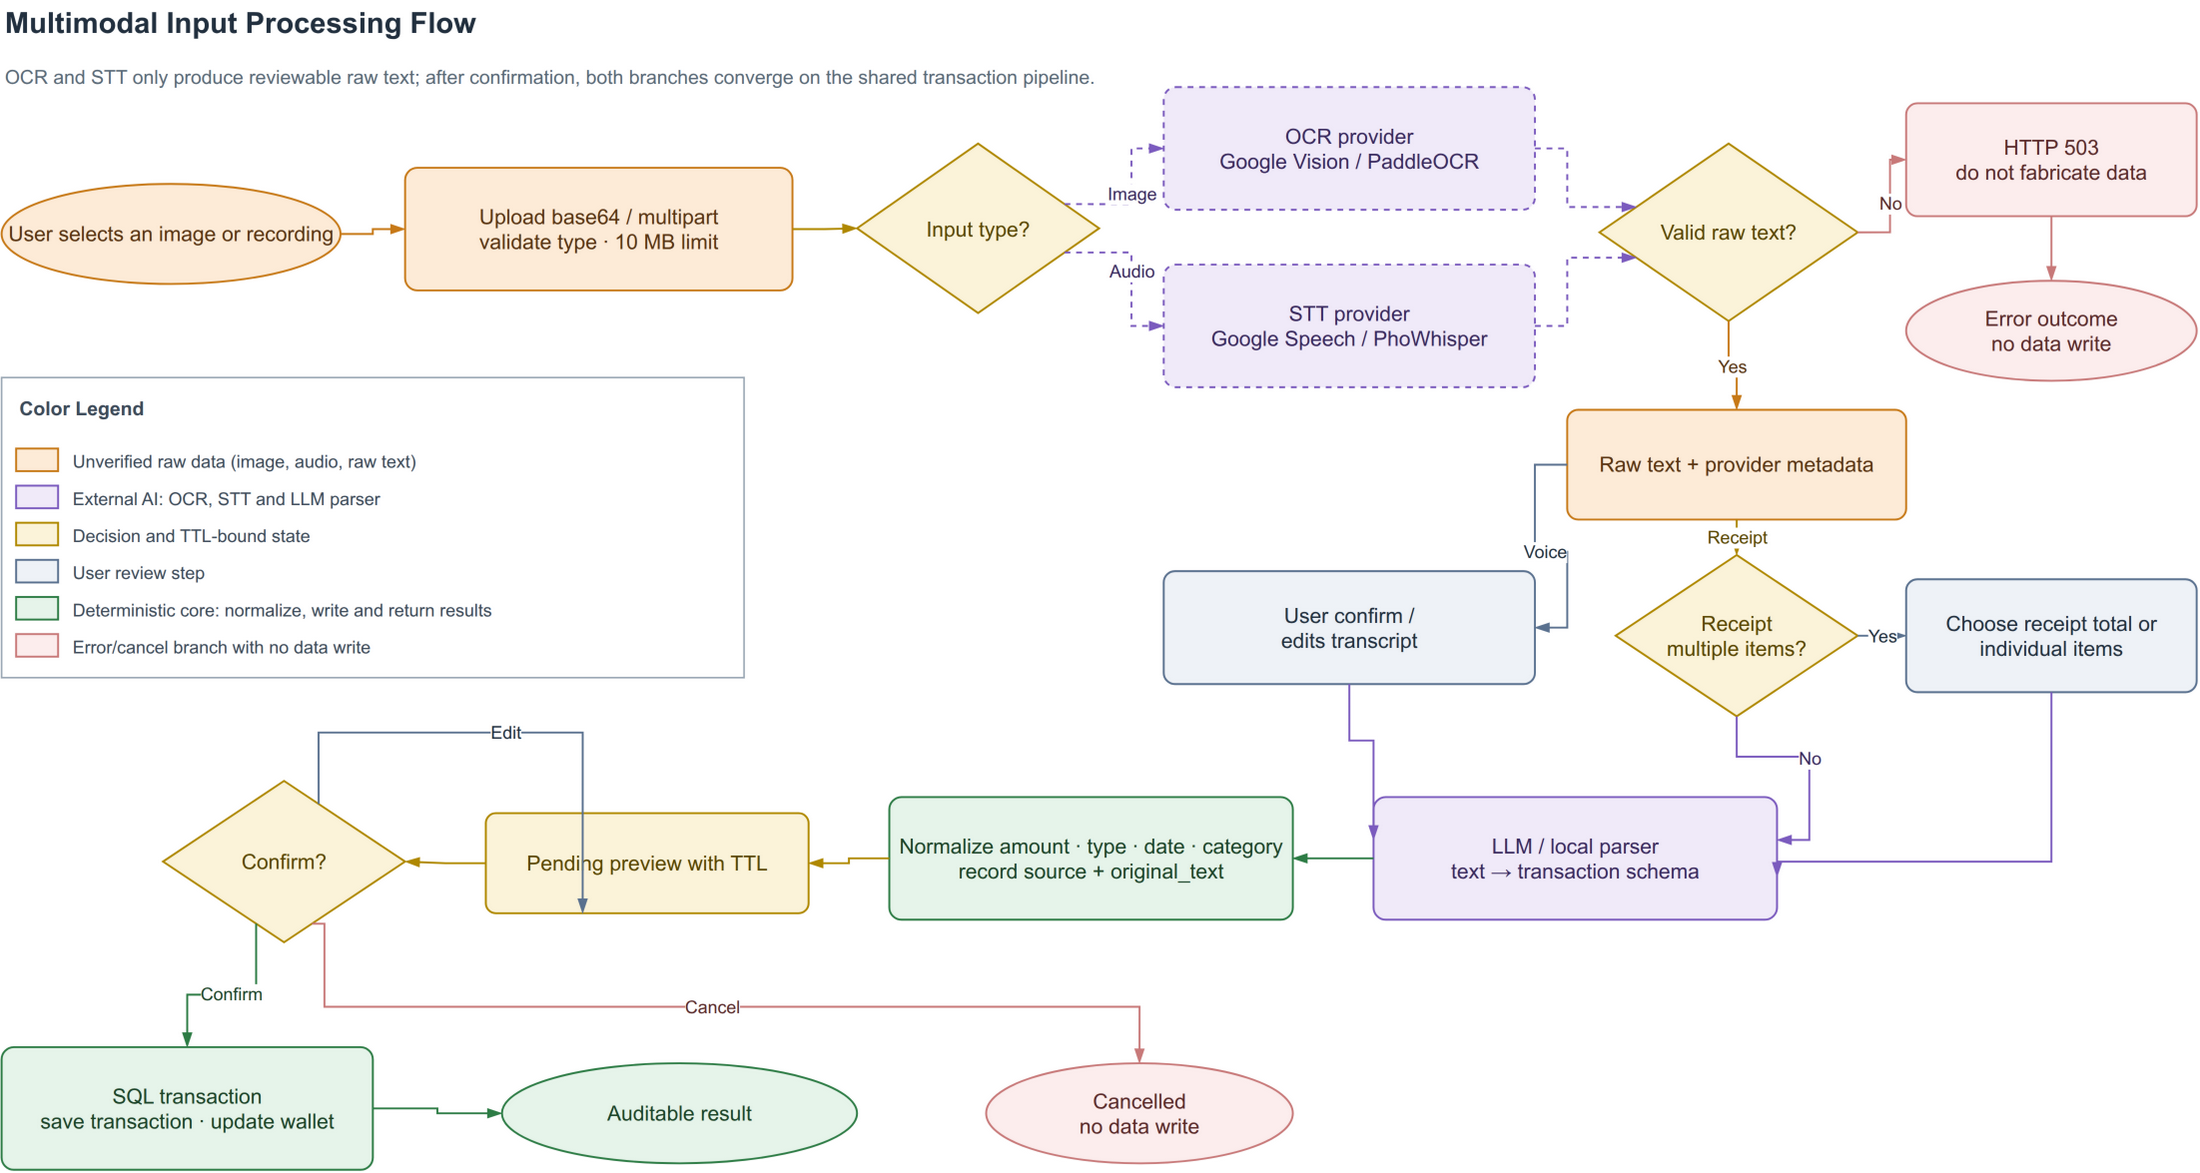 Multimodal Input Processing Flow
OCR and STT only produce reviewable raw text; after confirmation, both branches converge on the shared transaction pipeline.
User selects an image or recording
Upload base64 / multipart
validate type · 10 MB limit
Input type?
Image
Audio
OCR provider
Google Vision / PaddleOCR
STT provider
Google Speech / PhoWhisper
Valid raw text?
No
HTTP 503
do not fabricate data
Error outcome
no data write
Yes
Raw text + provider metadata
Color Legend
Unverified raw data (image, audio, raw text)
External AI: OCR, STT and LLM parser
Decision and TTL-bound state
User review step
Deterministic core: normalize, write and return results
Error/cancel branch with no data write
Voice
Receipt
User confirm /
edits transcript
Receipt
multiple items?
Yes
Choose receipt total or
individual items
No
Edit
Confirm?
Pending preview with TTL
Normalize amount · type · date · category
record source + original_text
LLM / local parser
text → transaction schema
Confirm
Cancel
SQL transaction
save transaction · update wallet
Auditable result
Cancelled
no data write